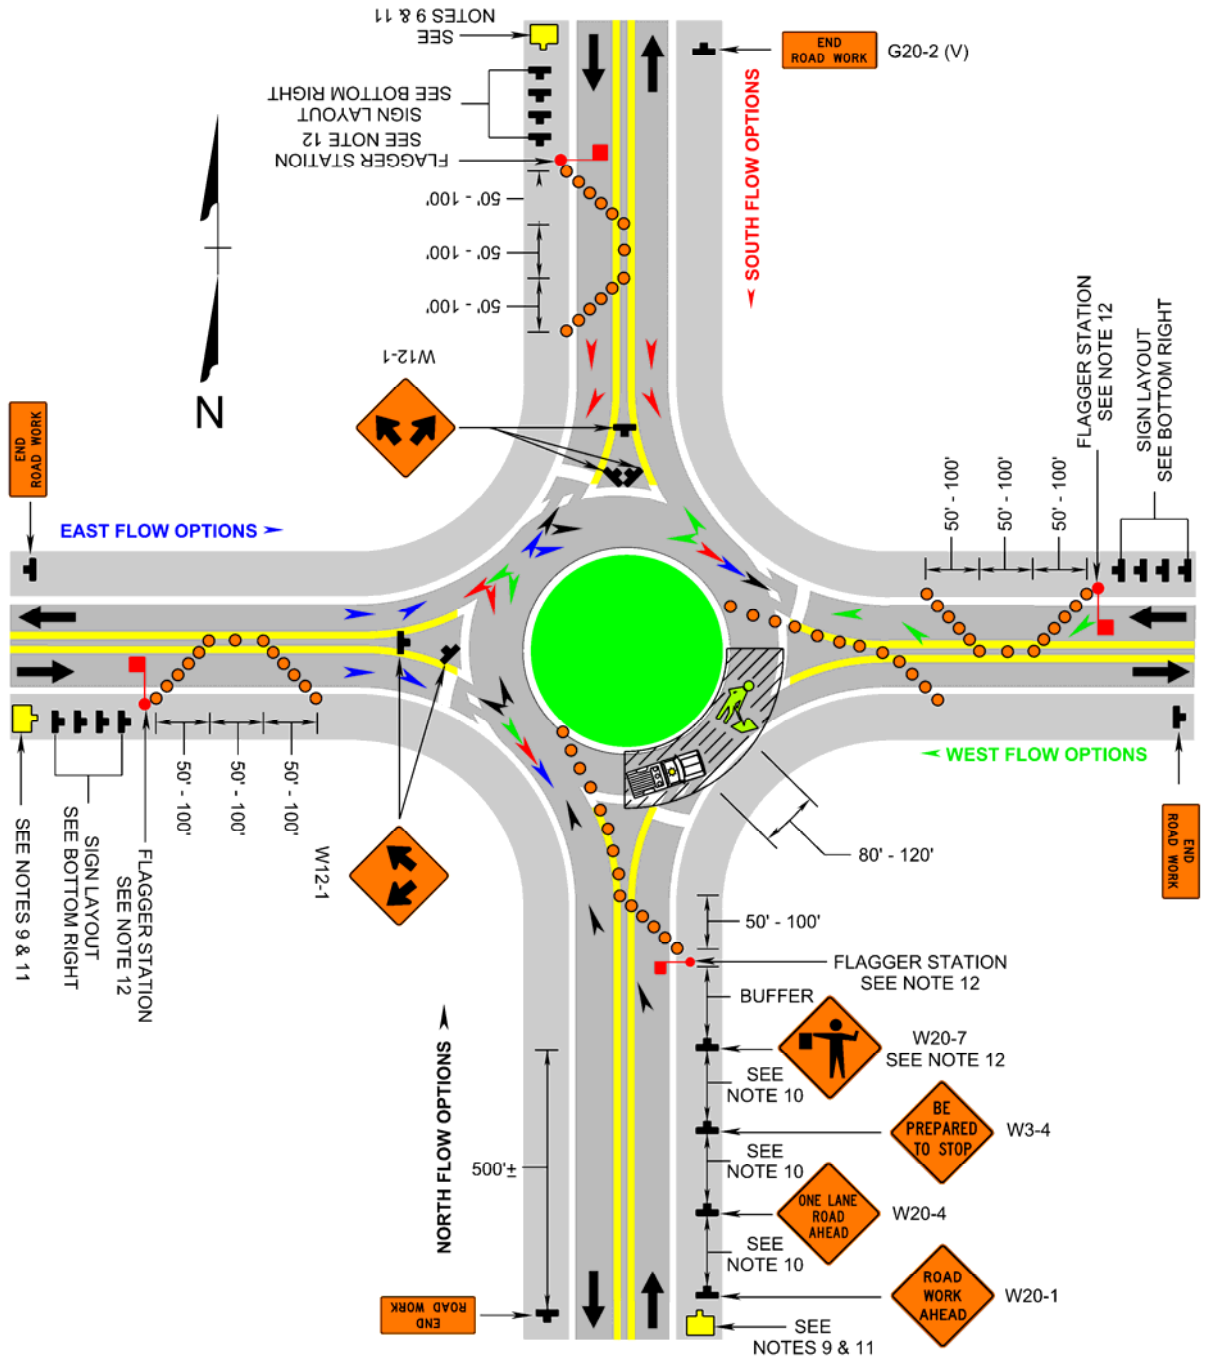 SEE
NOTES 9 & 11
SIGN LAYOUT
SEE BOTTOM RIGHT
FLAGGER STATION
SEE NOTE 12
50' - 100'
50' - 100'
50' - 100'
END
ROAD WORK
G20-2 (V)
SOUTH FLOW OPTIONS
W12-1
N
END
ROAD WORK
EAST FLOW OPTIONS
FLAGGER STATION
SEE NOTE 12
SIGN LAYOUT
SEE BOTTOM RIGHT
50' - 100'
50' - 100'
50' - 100'
WEST FLOW OPTIONS
END
ROAD WORK
50' - 100'
50' - 100'
50' - 100'
SEE NOTES 9 & 11
SIGN LAYOUT
SEE BOTTOM RIGHT
FLAGGER STATION
SEE NOTE 12
W12-1
80' - 120'
50' - 100'
FLAGGER STATION
SEE NOTE 12
BUFFER
W20-7
SEE NOTE 12
SEE
NOTE 10
BE
PREPARED
TO STOP
W3-4
SEE
NOTE 10
ONE LANE
ROAD
AHEAD
W20-4
SEE
NOTE 10
ROAD
WORK
AHEAD
W20-1
SEE
NOTES 9 & 11
NORTH FLOW OPTIONS
500'±
END
ROAD WORK